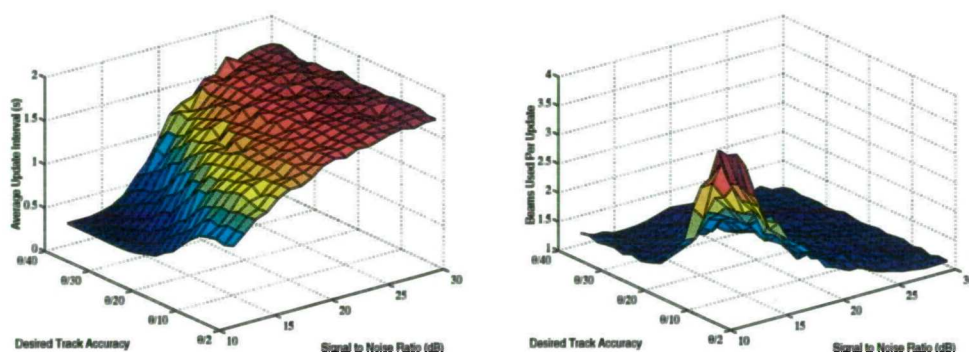 Average Update Interval (s)
2
1.5
1
0.5
0
θ/40
θ/30
θ/20
θ/10
θ/2
10
15
20
25
30
Desired Track Accuracy
Signal to Noise Ratio (dB)
Beams Used Per Update
4
3.5
3
2.5
2
1.5
1
θ/40
θ/30
θ/20
θ/10
θ/2
10
15
20
25
30
Desired Track Accuracy
Signal to Noise Ratio (dB)